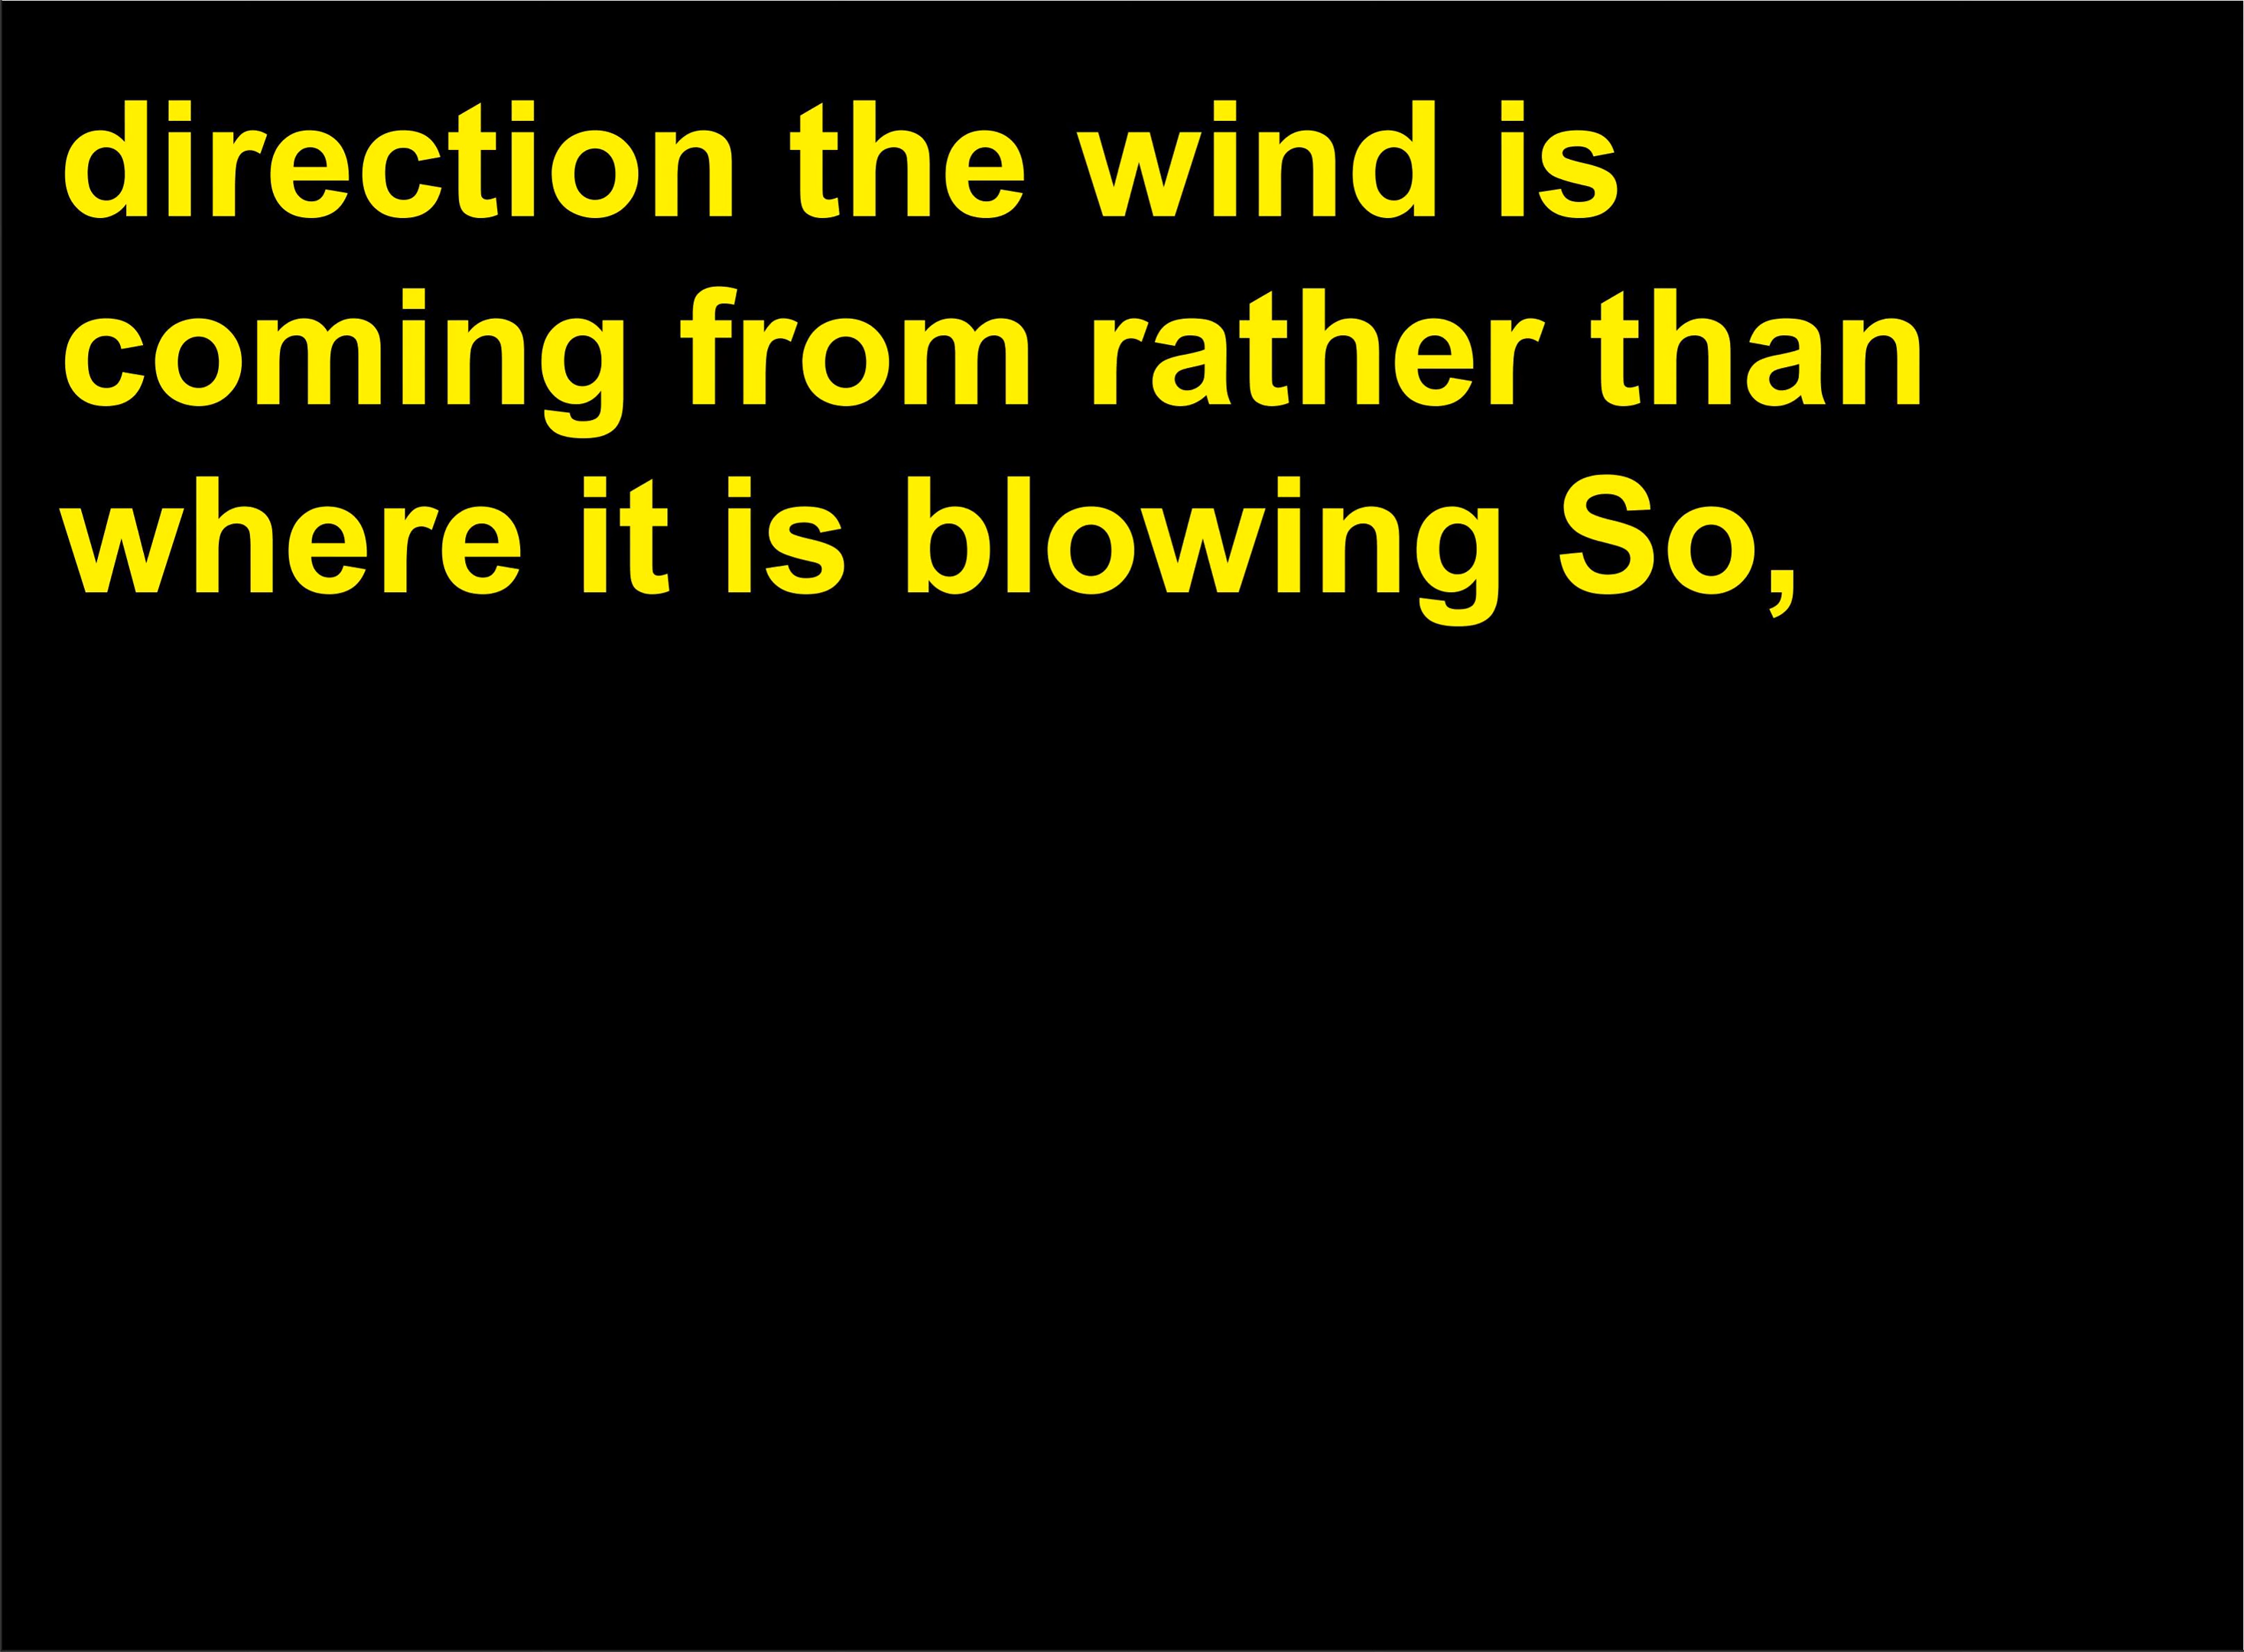 direction the wind is
coming from rather than
where it is blowing So,